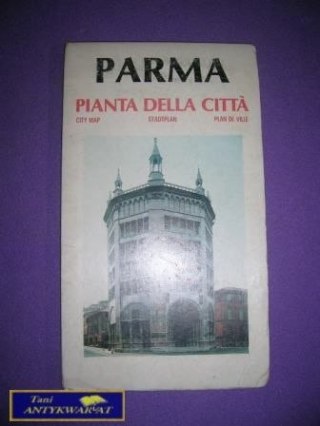 PARMA
PIANTA DELLA CITTÀ
CITY MAP STADTPLAN PLAN DE VILLE
Tani
ANTYKWARIAT